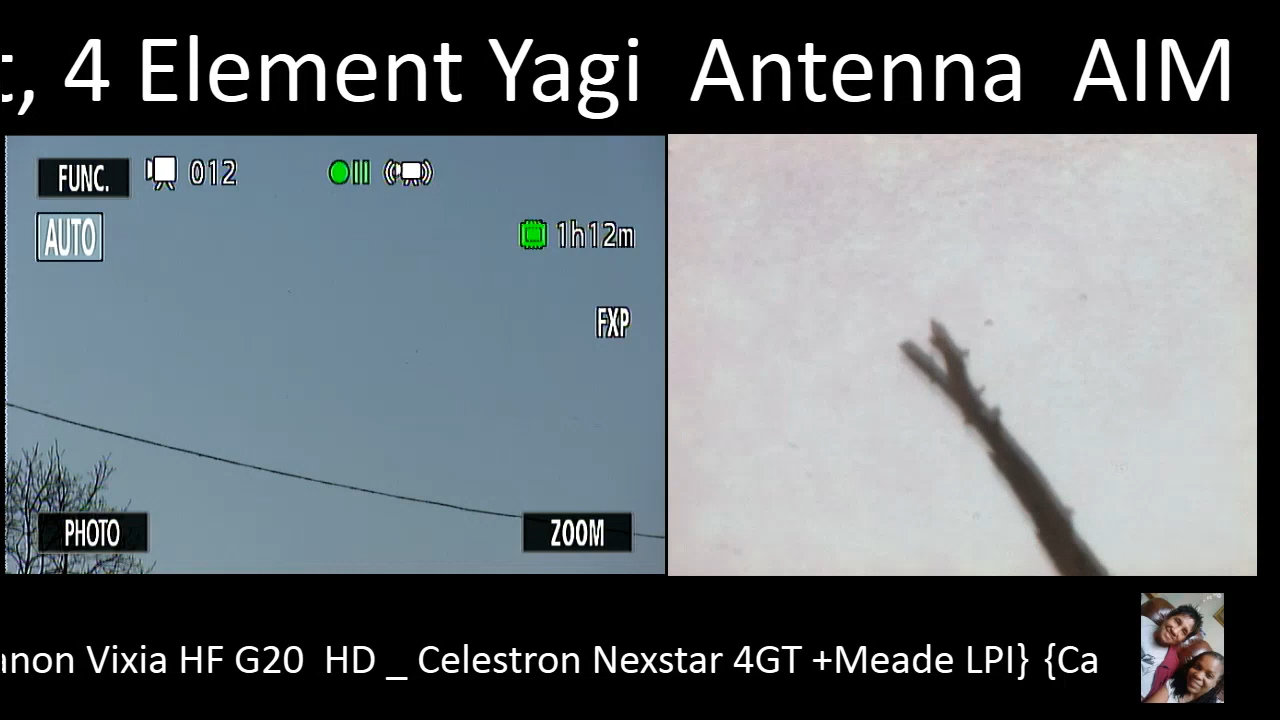 t, 4 Element Yagi Antenna AIM
FUNC. 012
AUTO
1h12m
FXP
PHOTO ZOOM
anon Vixia HF G20 HD _ Celestron Nexstar 4GT +Meade LPI} {Ca